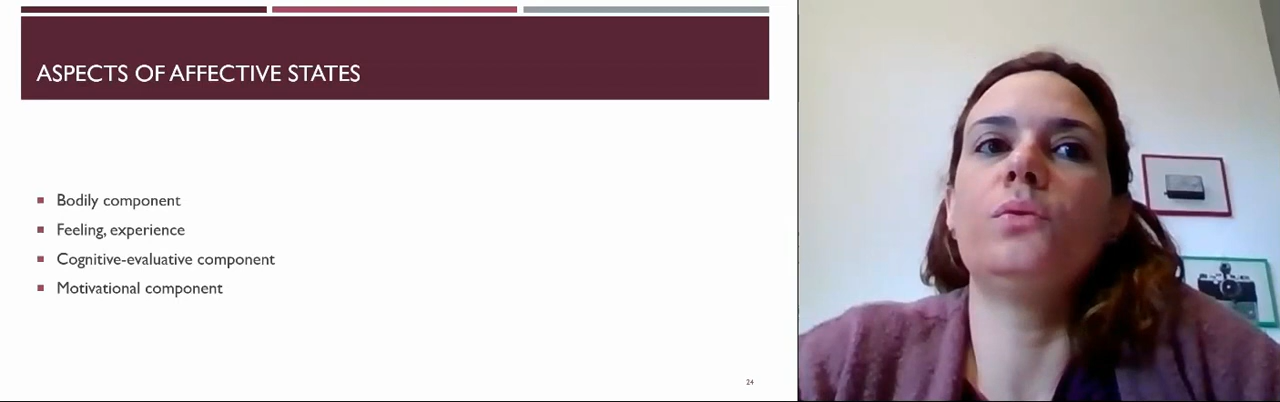 ASPECTS OF AFFECTIVE STATES
Bodily component
Feeling, experience
Cognitive-evaluative component
Motivational component
24